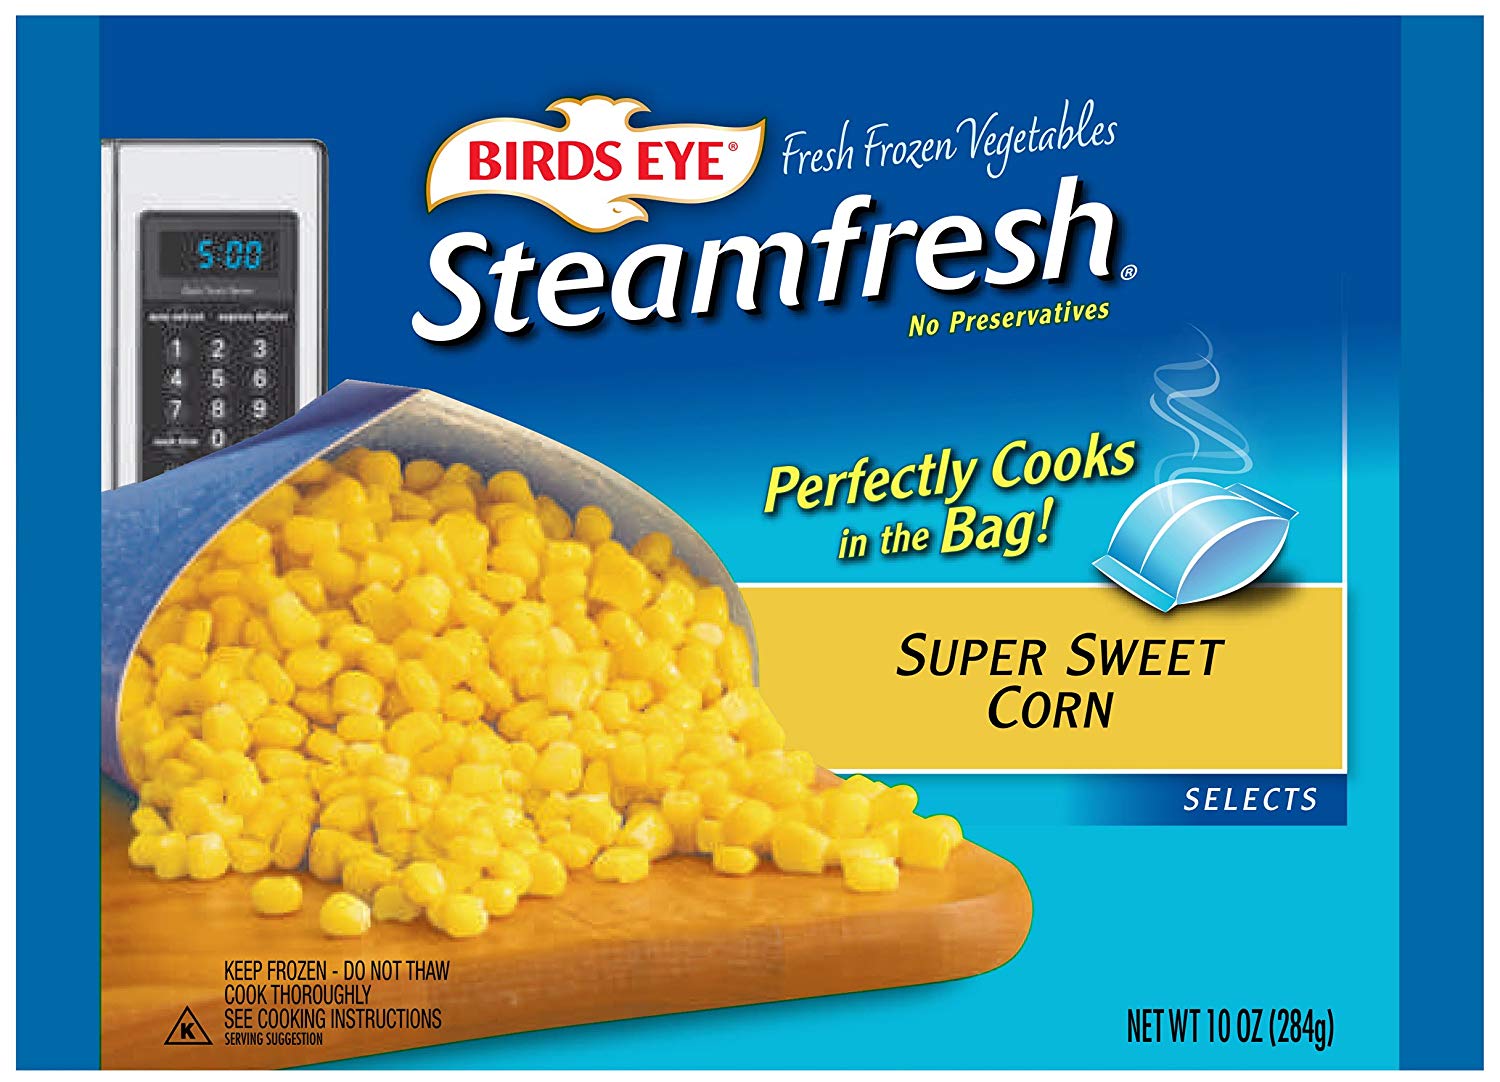 BIRDS EYE®
Fresh Frozen Vegetables
Steamfresh®
No Preservatives
5:00
1 2 3
4 5 6
7 8 9
0
Perfectly Cooks
in the Bag!
SUPER SWEET
CORN
SELECTS
KEEP FROZEN - DO NOT THAW
COOK THOROUGHLY
SEE COOKING INSTRUCTIONS
SERVING SUGGESTION
K
NET WT 10 OZ (284g)